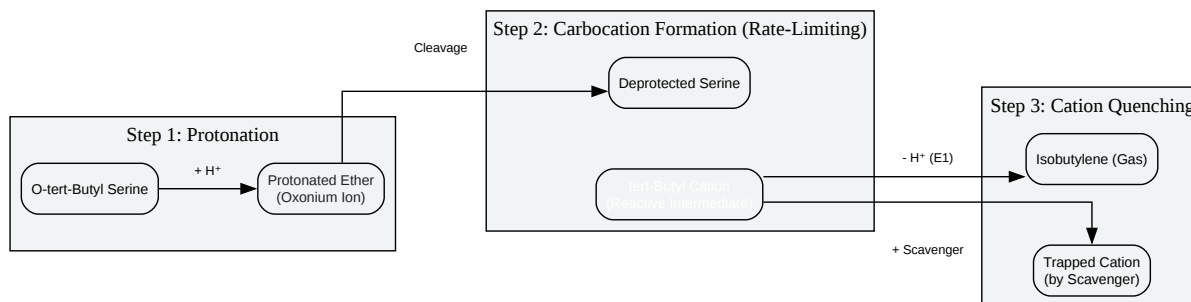 Step 1: Protonation
O-tert-Butyl Serine
+ H⁺
Protonated Ether
(Oxonium Ion)
Cleavage
Step 2: Carbocation Formation (Rate-Limiting)
Deprotected Serine
tert-Butyl Cation
(Reactive Intermediate)
- H⁺ (E1)
+ Scavenger
Step 3: Cation Quenching
Isobutylene (Gas)
Trapped Cation
(by Scavenger)